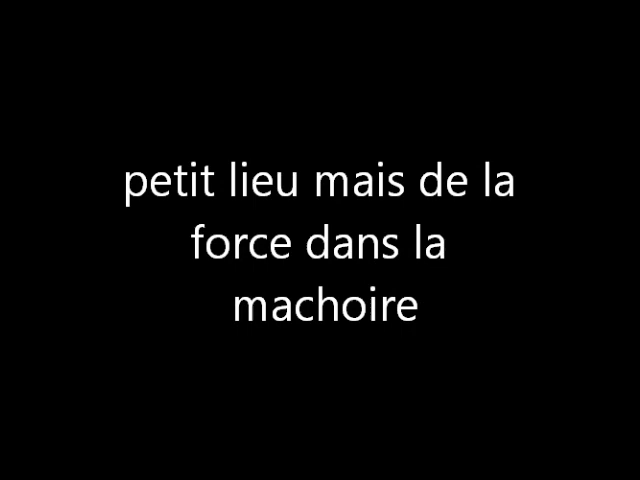 petit lieu mais de la
force dans la
machoire